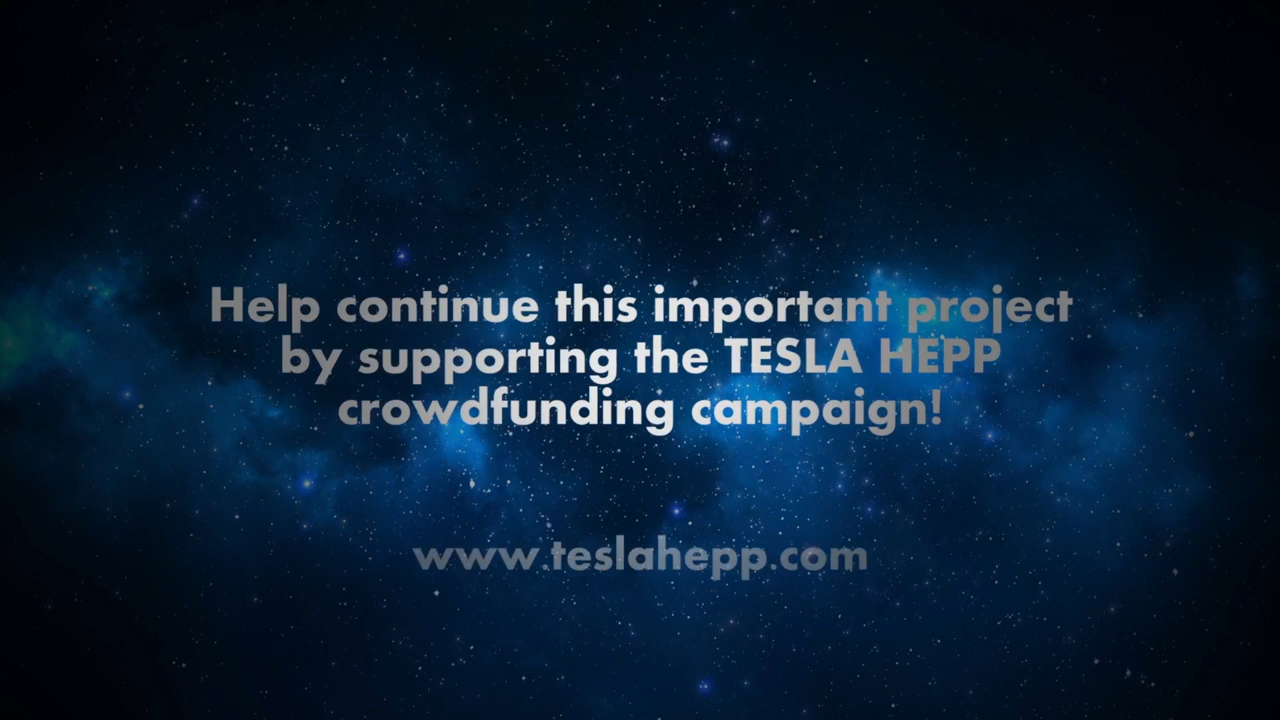 Help continue this important project
by supporting the TESLA HEPP
crowdfunding campaign!
www.teslahepp.com